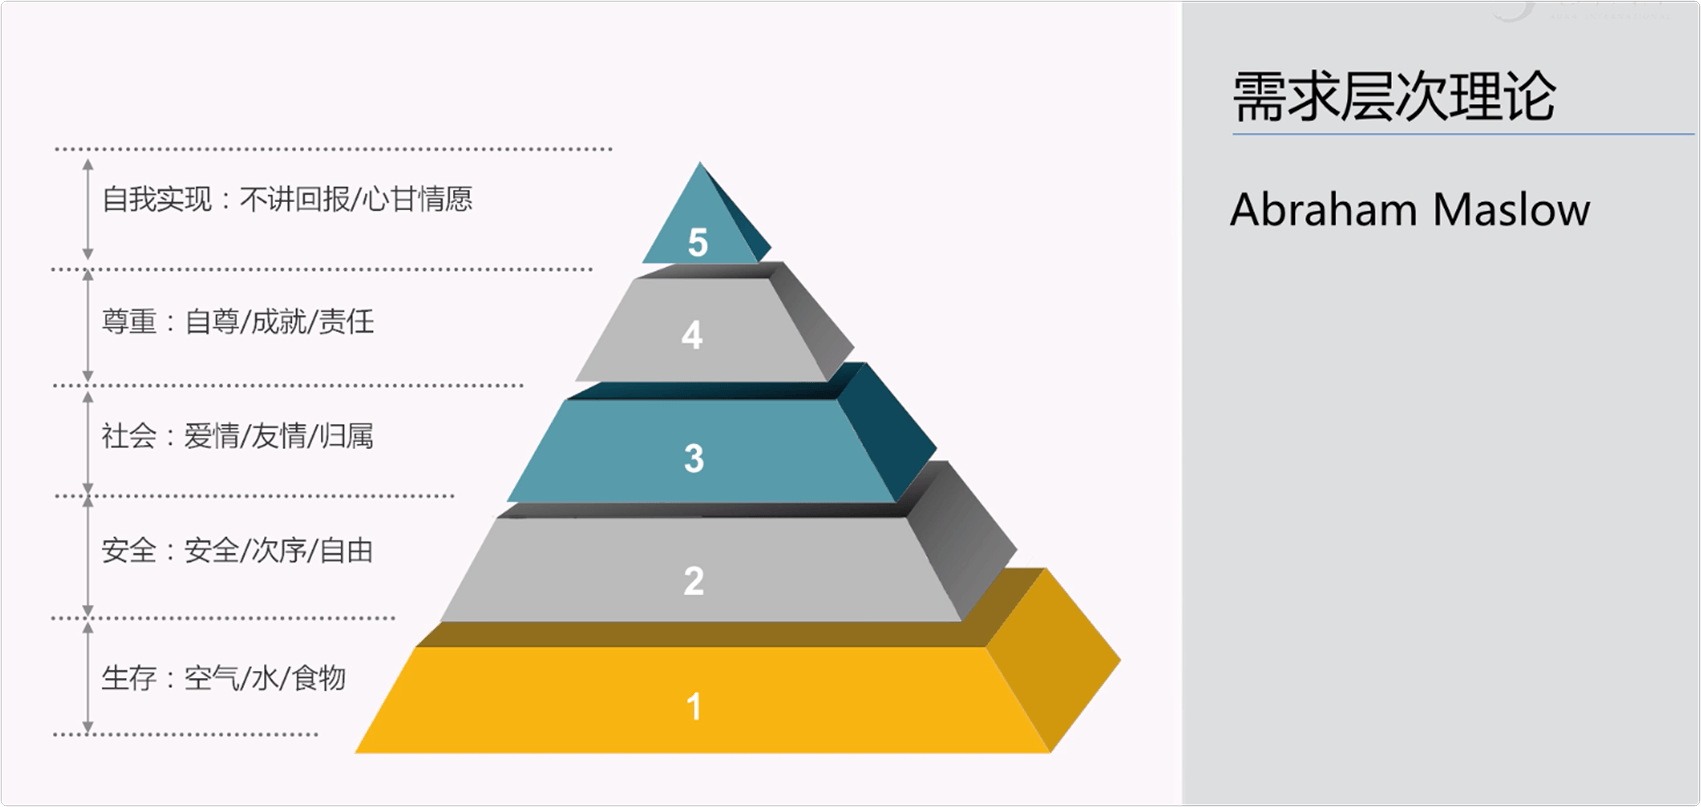 需求层次理论
Abraham Maslow
自我实现：不讲回报/心甘情愿
5
尊重：自尊/成就/责任
4
社会：爱情/友情/归属
3
安全：安全/次序/自由
2
生存：空气/水/食物
1